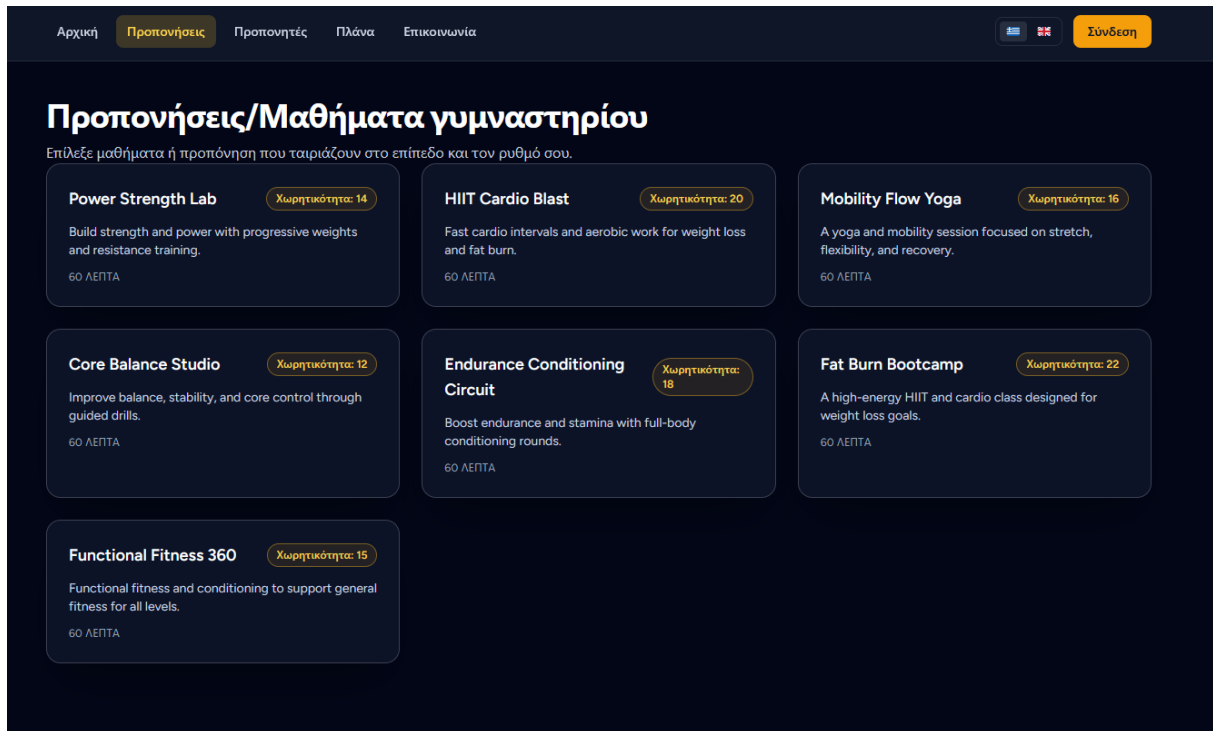 Αρχική Προπονήσεις Προπονητές Πλάνα Επικοινωνία Σύνδεση
Προπονήσεις/Μαθήματα γυμναστηρίου
Επίλεξε μαθήματα ή προπόνηση που ταιριάζουν στο επίπεδο και τον ρυθμό σου.
Power Strength Lab
Χωρητικότητα: 14
Build strength and power with progressive weights
and resistance training.
60 ΛΕΠΤΑ
HIIT Cardio Blast
Χωρητικότητα: 20
Fast cardio intervals and aerobic work for weight loss
and fat burn.
60 ΛΕΠΤΑ
Mobility Flow Yoga
Χωρητικότητα: 16
A yoga and mobility session focused on stretch,
flexibility, and recovery.
60 ΛΕΠΤΑ
Core Balance Studio
Χωρητικότητα: 12
Improve balance, stability, and core control through
guided drills.
60 ΛΕΠΤΑ
Endurance Conditioning
Circuit
Χωρητικότητα:
18
Boost endurance and stamina with full-body
conditioning rounds.
60 ΛΕΠΤΑ
Fat Burn Bootcamp
Χωρητικότητα: 22
A high-energy HIIT and cardio class designed for
weight loss goals.
60 ΛΕΠΤΑ
Functional Fitness 360
Χωρητικότητα: 15
Functional fitness and conditioning to support general
fitness for all levels.
60 ΛΕΠΤΑ